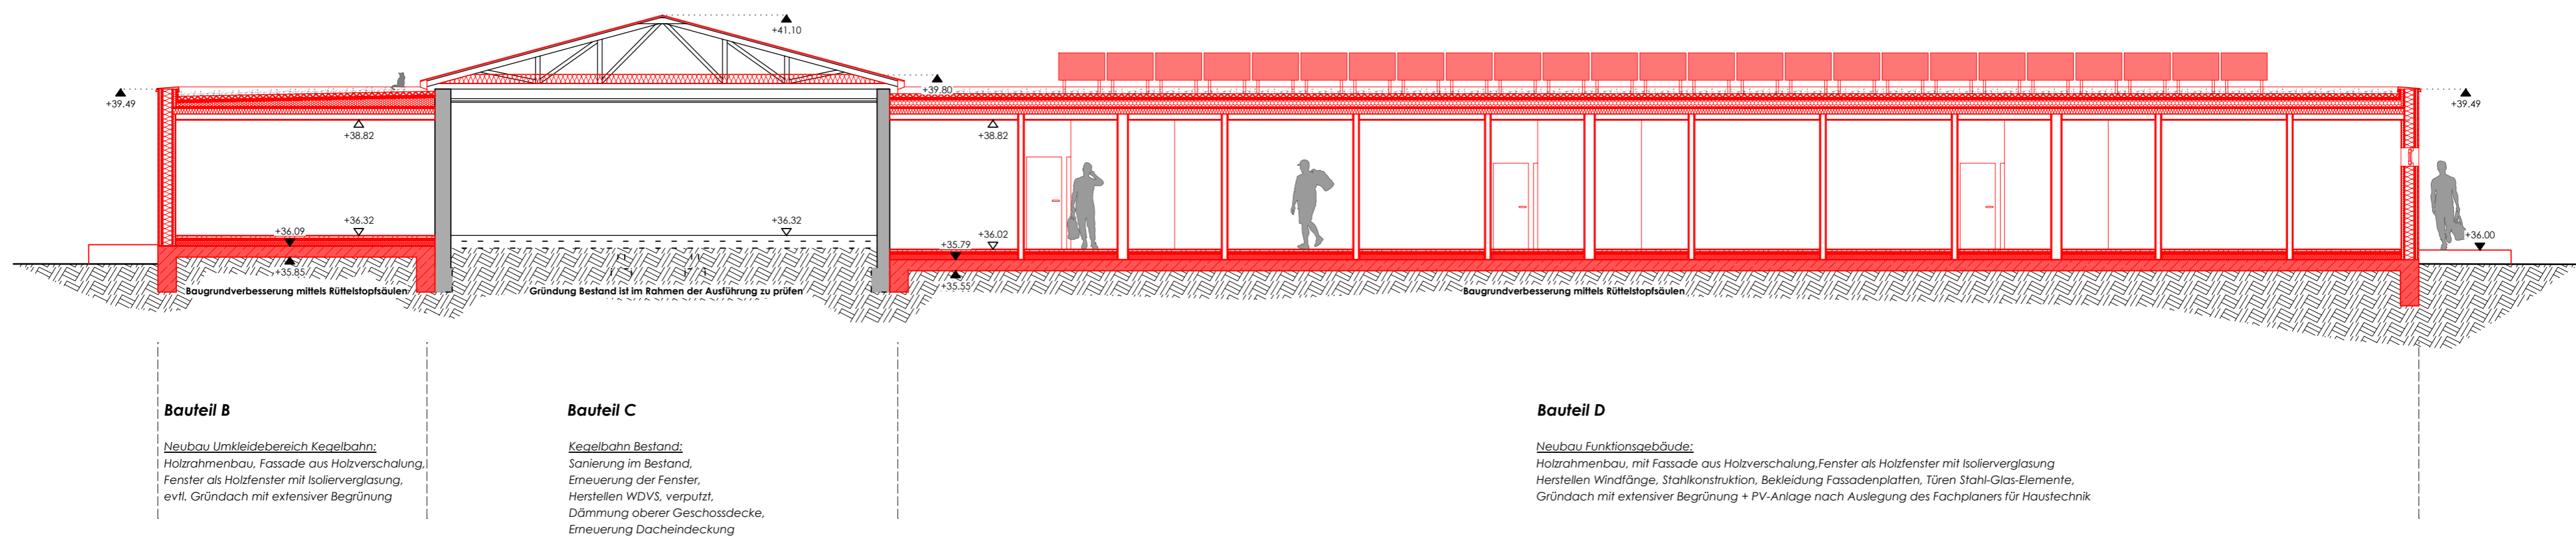 +41.10
+39.49
+39.80
+39.49
+38.82
+38.82
+36.32
+36.32
+36.09
+36.02
+35.79
+36.00
+35.85
+35.55
Baugrundverbesserung mittels Rüttelstopfsäulen
Gründung Bestand ist im Rahmen der Ausführung zu prüfen
Baugrundverbesserung mittels Rüttelstopfsäulen
Bauteil B
Neubau Umkleidebereich Kegelbahn:
Holzrahmenbau, Fassade aus Holzverschalung,
Fenster als Holzfenster mit Isolierverglasung,
evtl. Gründach mit extensiver Begrünung
Bauteil C
Kegelbahn Bestand:
Sanierung im Bestand,
Erneuerung der Fenster,
Herstellen WDVS, verputzt,
Dämmung oberer Geschossdecke,
Erneuerung Dacheindeckung
Bauteil D
Neubau Funktionsgebäude:
Holzrahmenbau, mit Fassade aus Holzverschalung,Fenster als Holzfenster mit Isolierverglasung
Herstellen Windfänge, Stahlkonstruktion, Bekleidung Fassadenplatten, Türen Stahl-Glas-Elemente,
Gründach mit extensiver Begrünung + PV-Anlage nach Auslegung des Fachplaners für Haustechnik